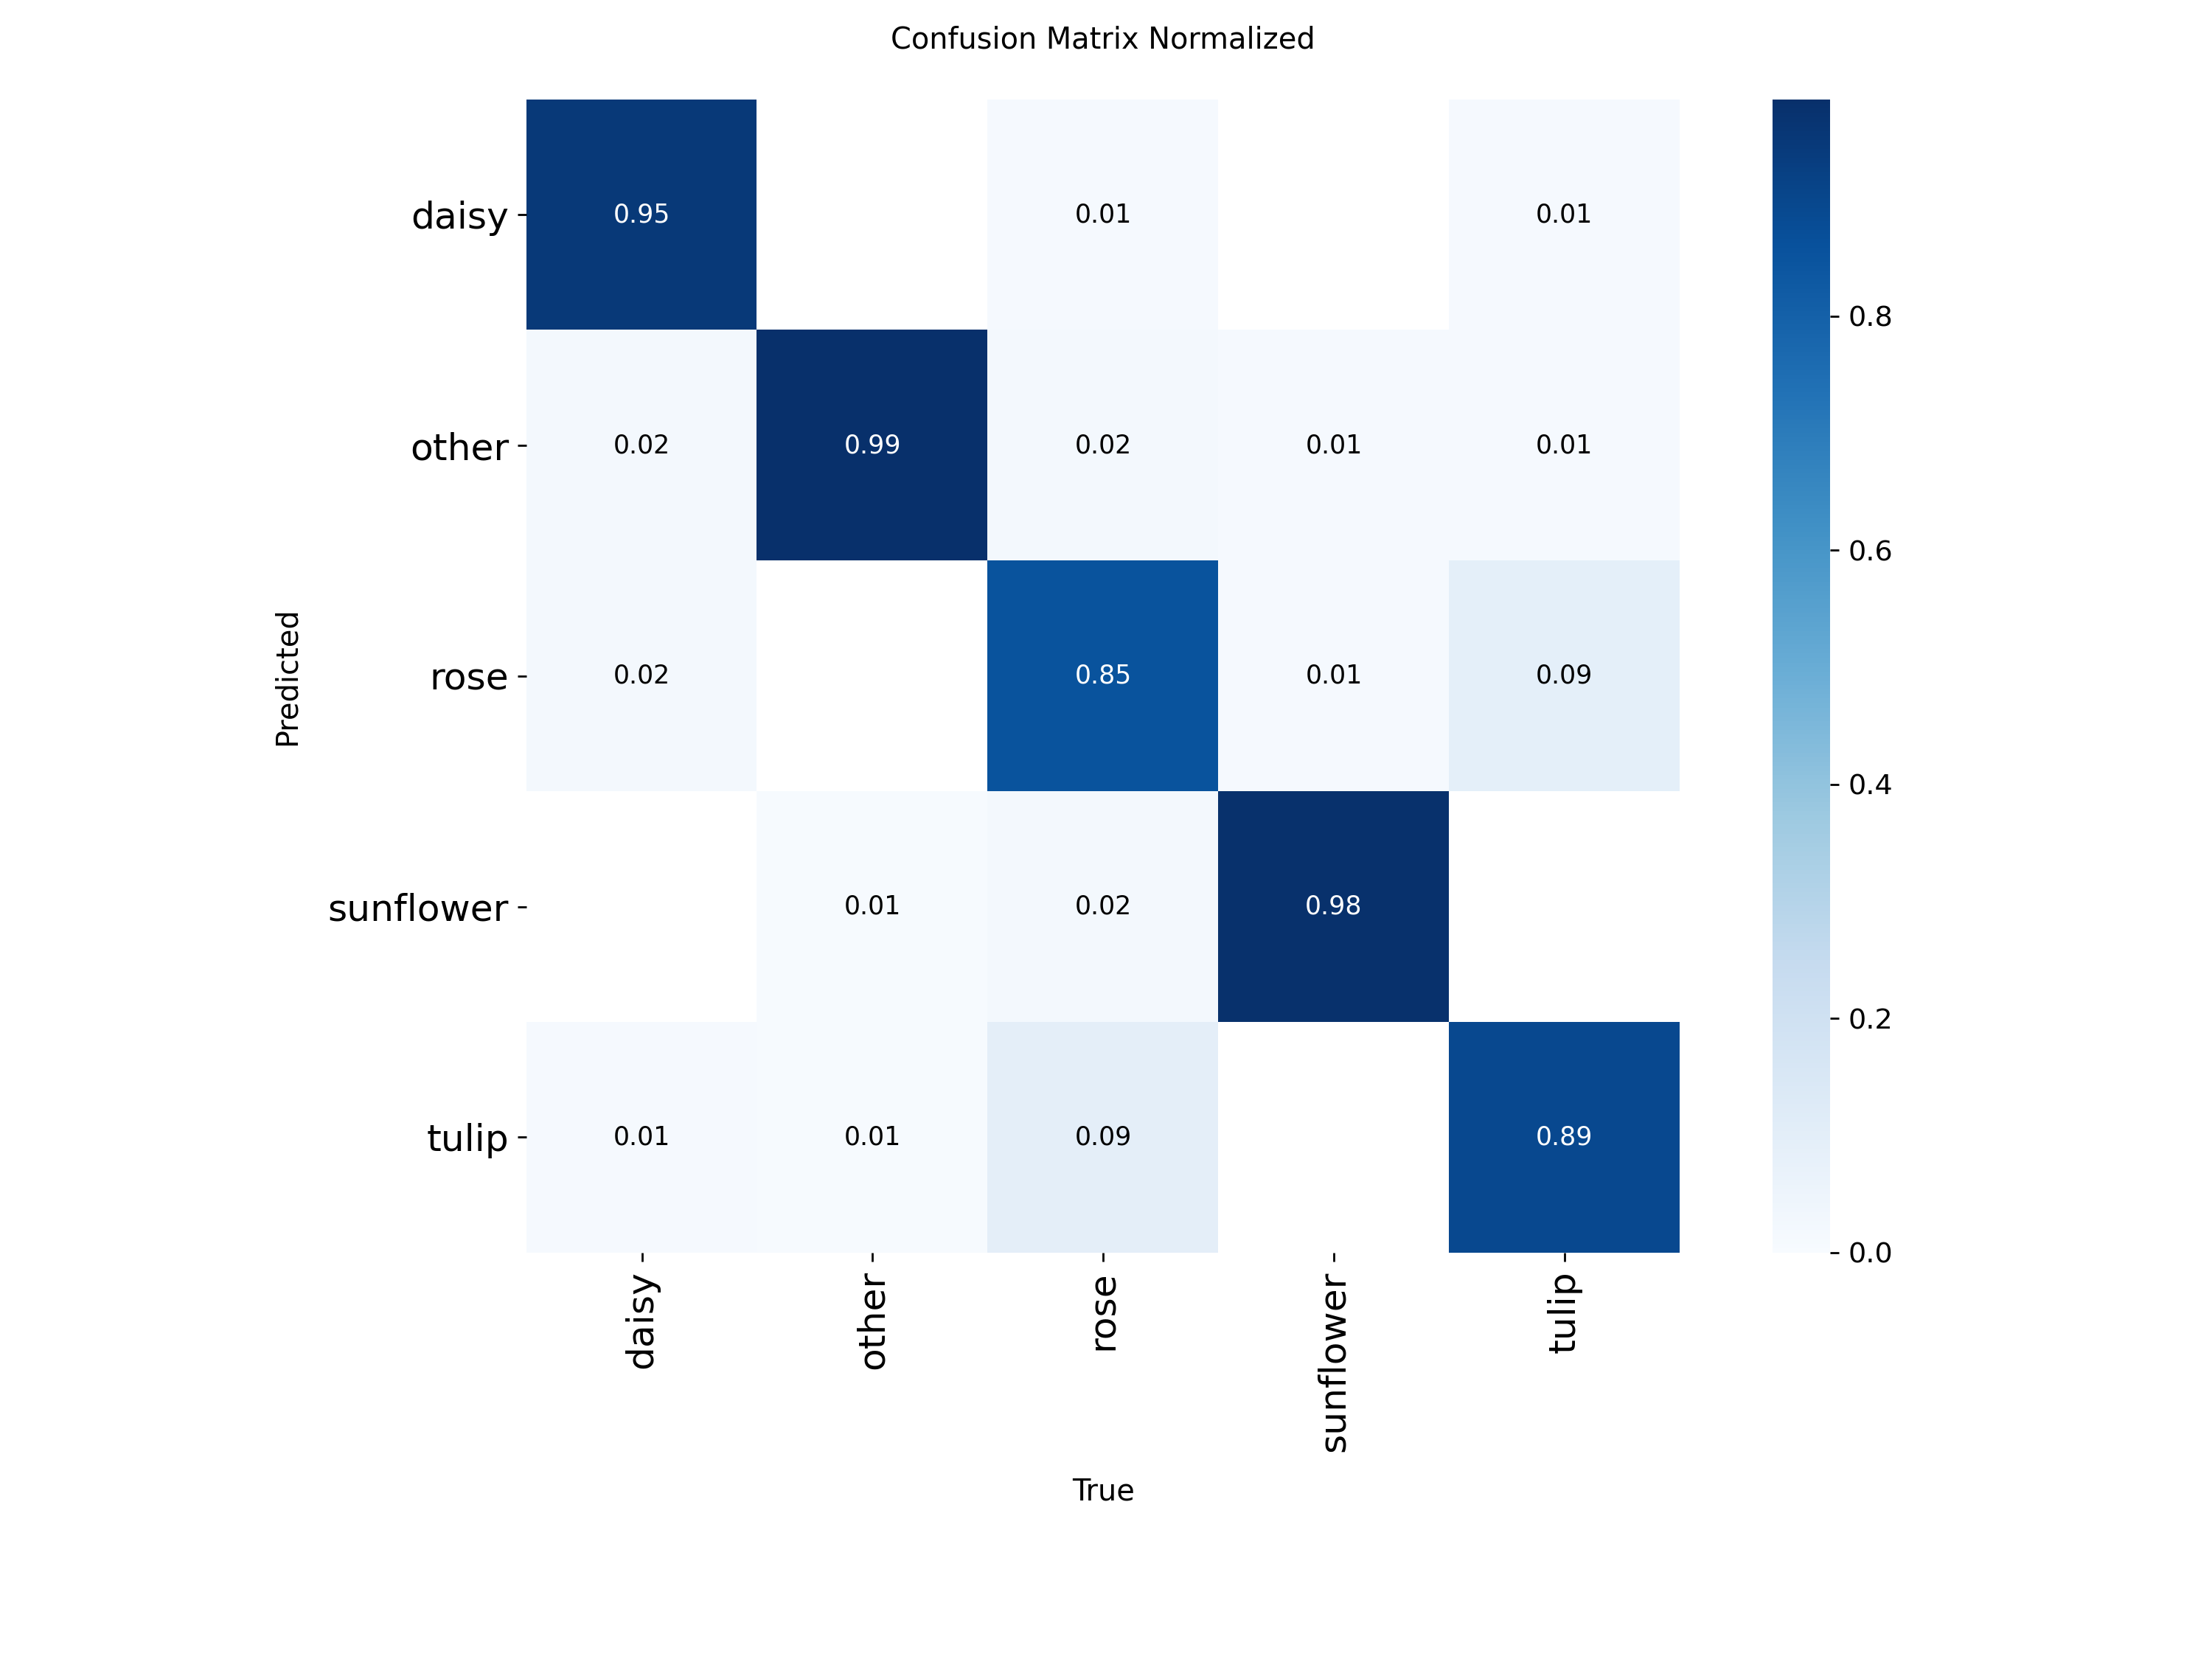 Confusion Matrix Normalized
daisy 0.95 0.01 0.01
other 0.02 0.99 0.02 0.01 0.01
rose 0.02 0.85 0.01 0.09
sunflower 0.01 0.02 0.98
tulip 0.01 0.01 0.09 0.89
Predicted
daisy other rose sunflower tulip
True
0.8
0.6
0.4
0.2
0.0